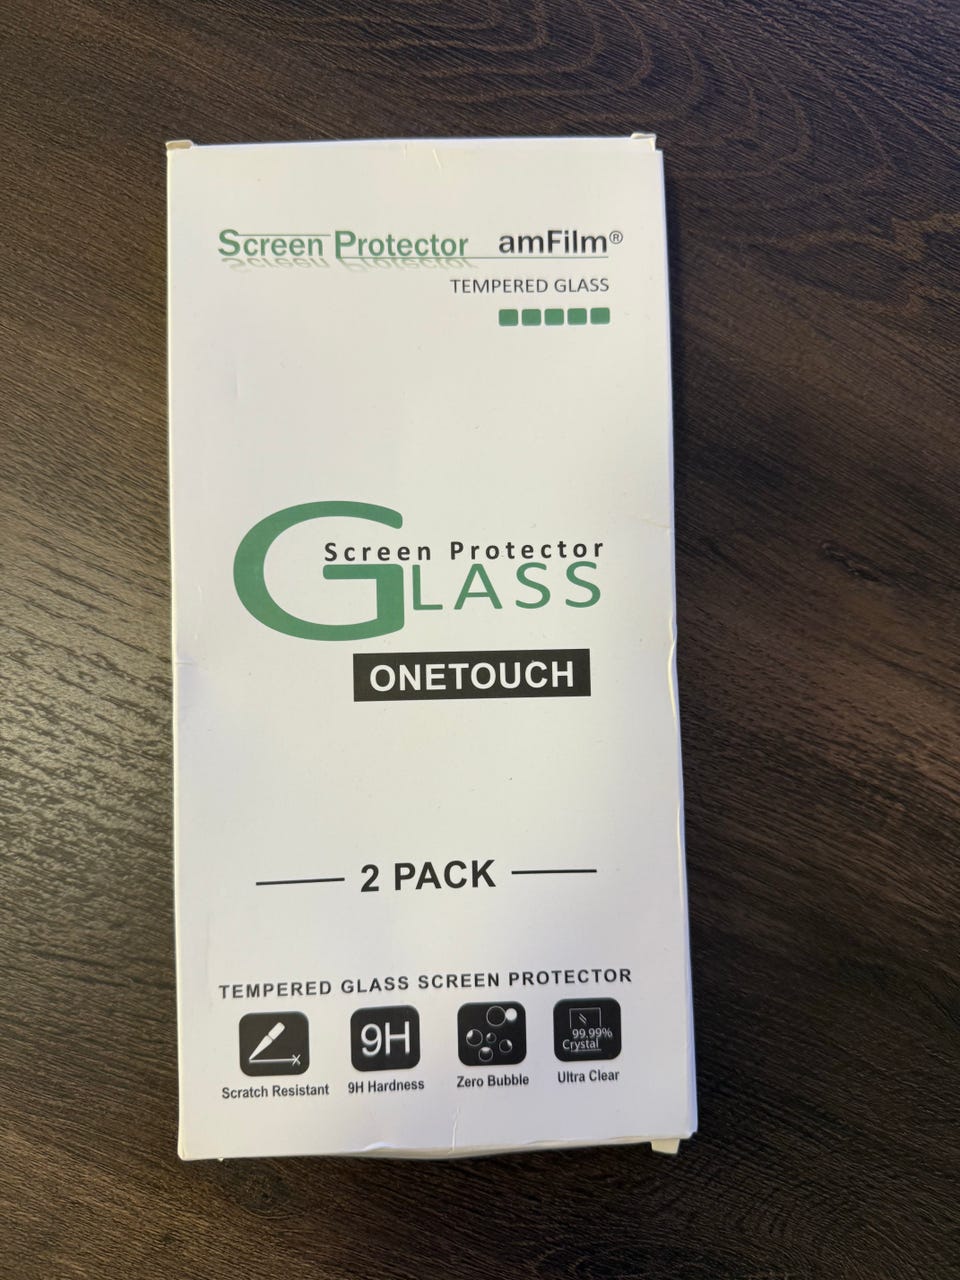 Screen Protector amFilm®
TEMPERED GLASS
Screen Protector
GLASS
ONETOUCH
2 PACK
TEMPERED GLASS SCREEN PROTECTOR
9H
99.99%
Crystal
Scratch Resistant 9H Hardness Zero Bubble Ultra Clear